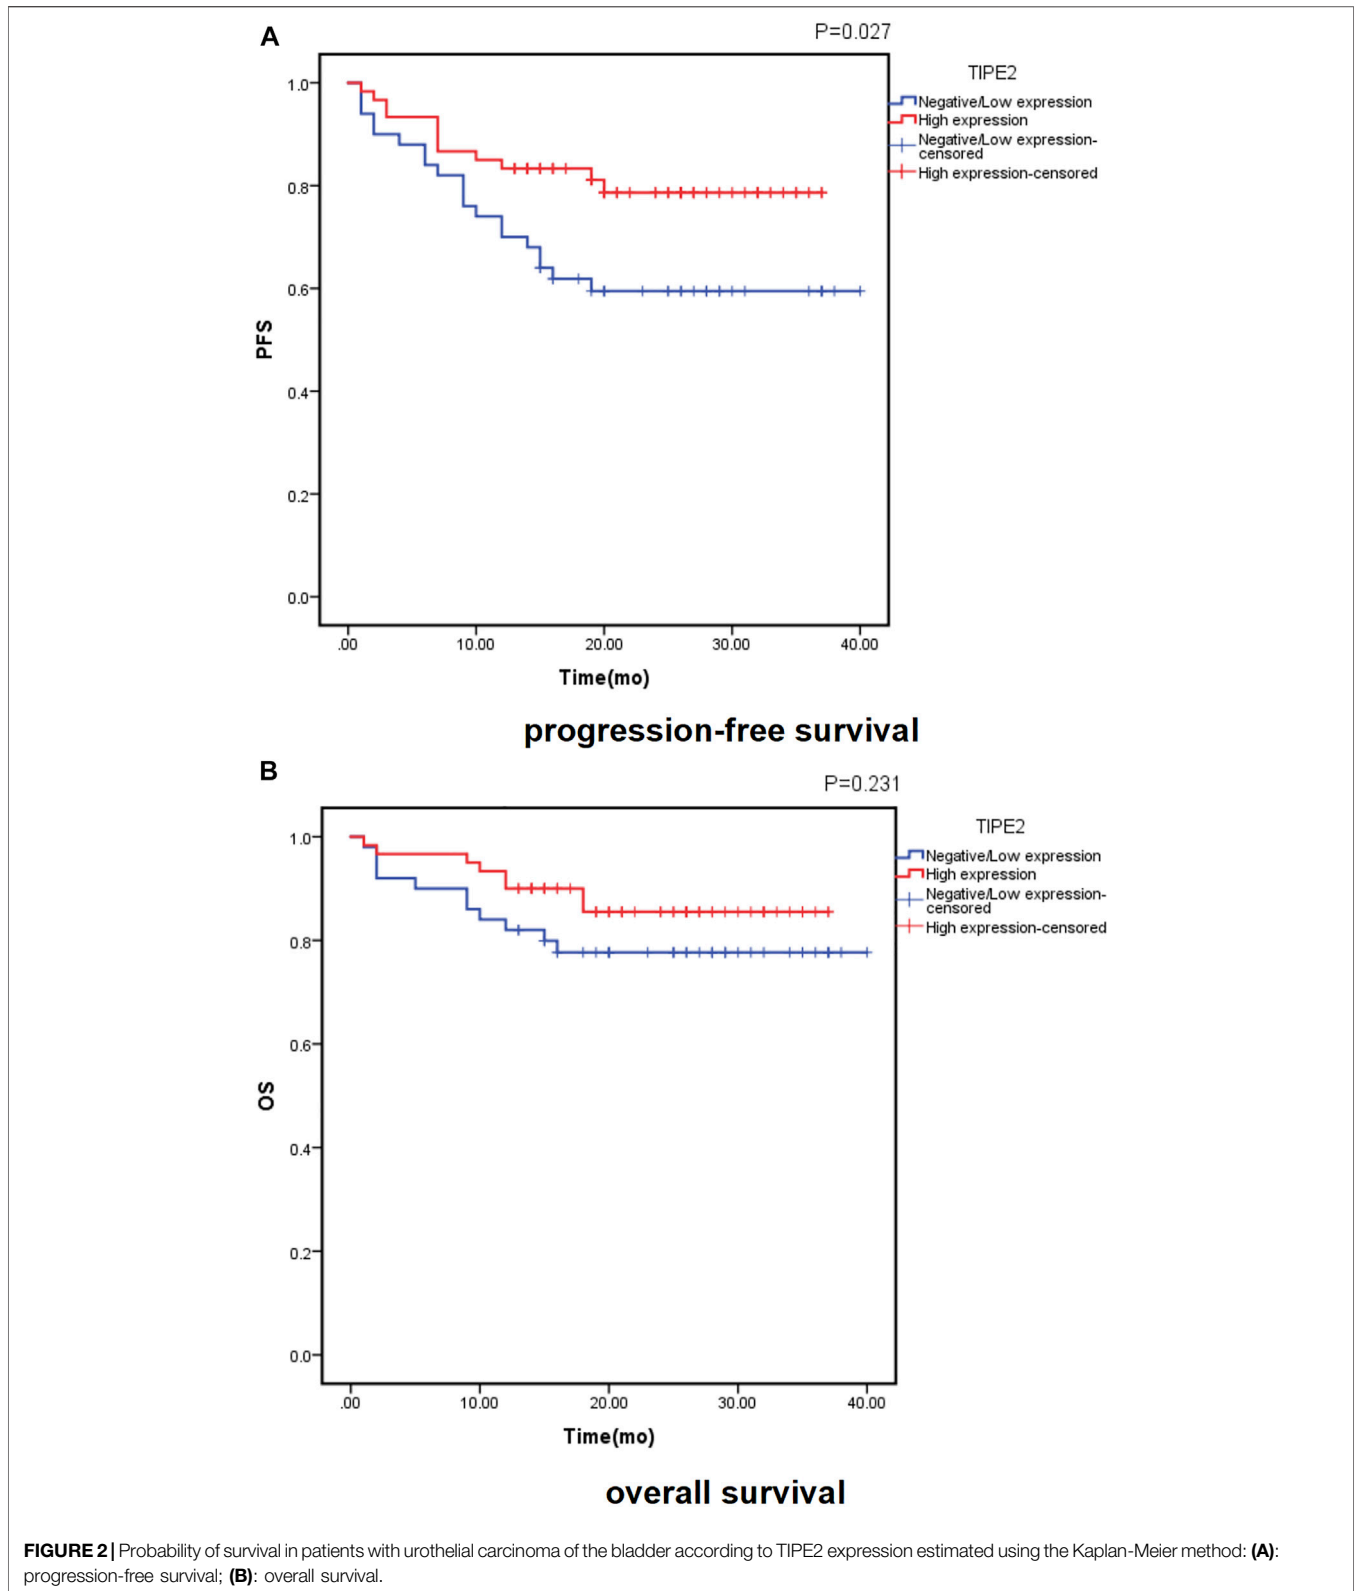 A
P=0.027
TIPE2
Negative/Low expression
High expression
Negative/Low expression-
censored
High expression-censored
1.0
0.8
0.6
0.4
0.2
0.0
PFS
.00 10.00 20.00 30.00 40.00
Time(mo)
progression-free survival
B
P=0.231
TIPE2
Negative/Low expression
High expression
Negative/Low expression-
censored
High expression-censored
1.0
0.8
0.6
0.4
0.2
0.0
OS
.00 10.00 20.00 30.00 40.00
Time(mo)
overall survival
FIGURE 2 | Probability of survival in patients with urothelial carcinoma of the bladder according to TIPE2 expression estimated using the Kaplan-Meier method: (A):
progression-free survival; (B): overall survival.